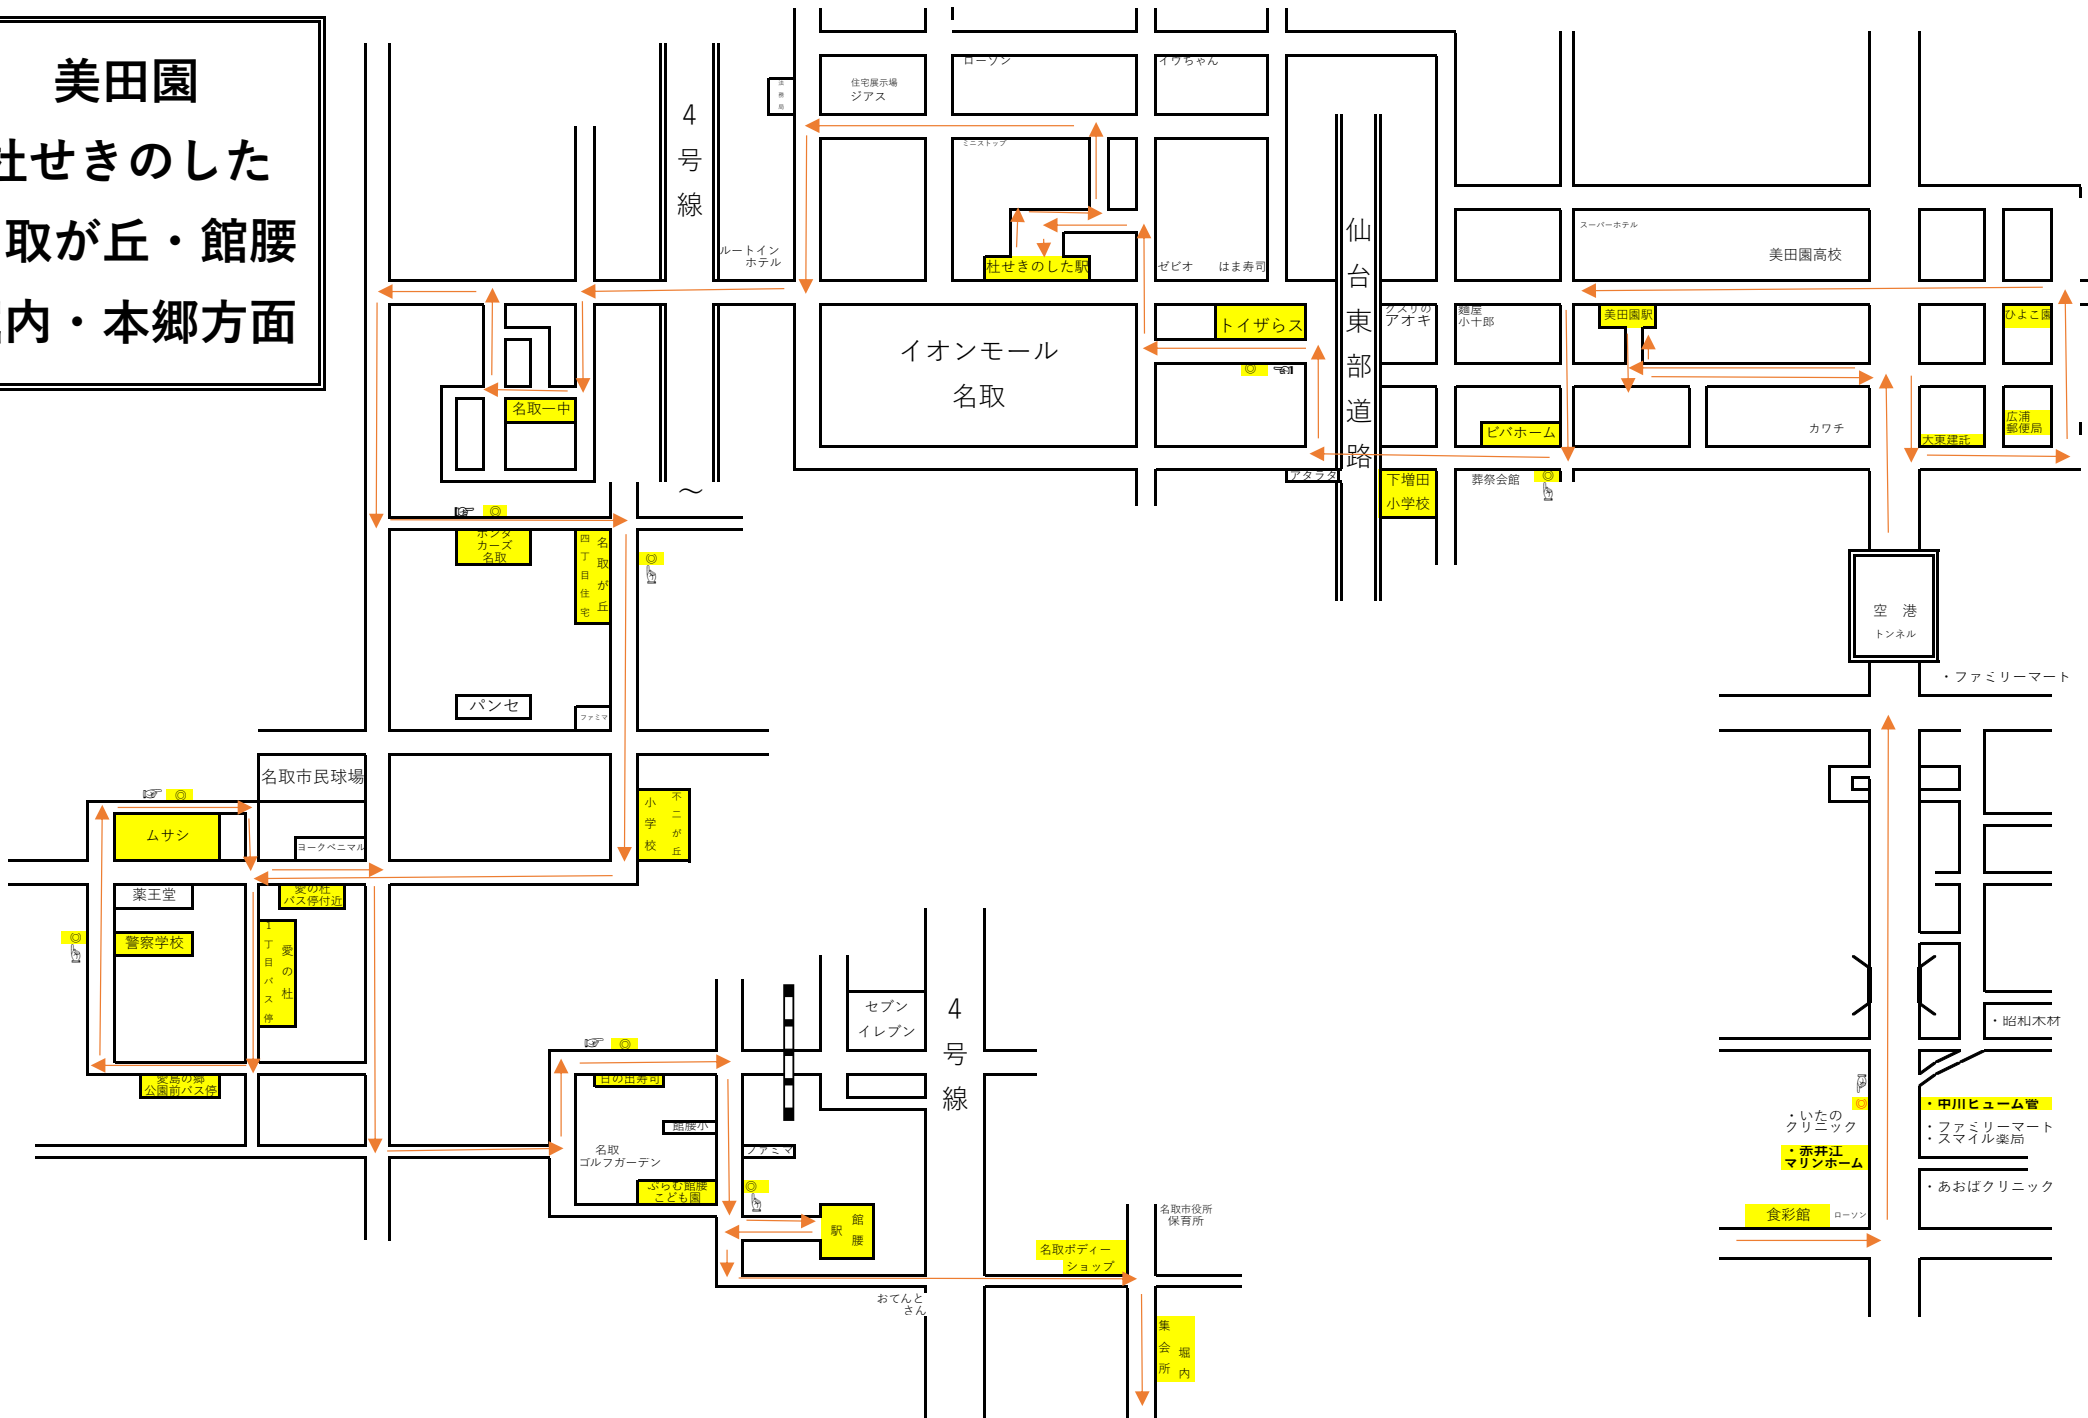 美田園
杜せきのした
取が丘・館腰
内・本郷方面
4号線
法務局
住宅展示場
ジアス
ローソン
イワちゃん
ミニストップ
ルートイン
ホテル
杜せきのした駅
ゼビオ
はま寿司
仙台東部道路
スーパーホテル
美田園高校
トイザらス
クスリの
アオキ
麺屋
小十郎
美田園駅
ひよこ園
イオンモール
名取
◎
名取一中
ビバホーム
カワチ
大東建託
広浦
郵便局
アタラタ
下増田
小学校
葬祭会館
◎
〜
◎
ホンダ
カーズ
名取
名取が丘
四丁目住宅
◎
空港
トンネル
・ファミリーマート
パンセ
ファミマ
名取市民球場
◎
ムサシ
ヨークベニマル
不二が丘
小学校
薬王堂
愛の杜
バス停付近
警察学校
◎
愛の杜
1丁目バス停
愛島の郷
公園前バス停
◎
日の出寿司
セブン
イレブン
4号線
館腰小
名取
ゴルフガーデン
ファミマ
ぷらむ館腰
こども園
◎
館腰
駅
おてんと
さん
名取ボディー
ショップ
名取市役所
保育所
堀内
集会所
・昭和木材
◎
・中川ヒューム管
・いたの
クリニック
・ファミリーマート
・スマイル薬局
・赤井江
マリンホーム
・あおばクリニック
食彩館
ローソン